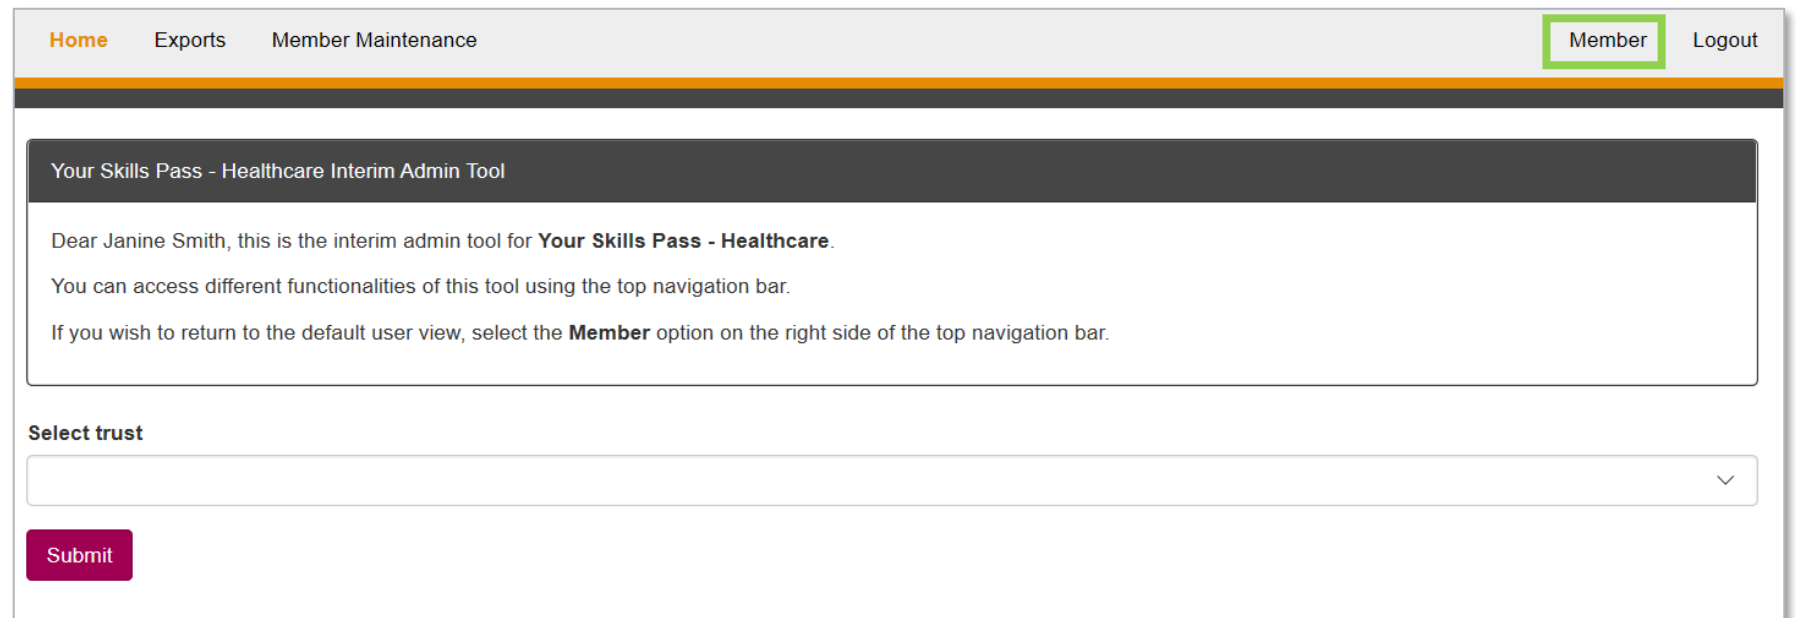 Home Exports Member Maintenance Member Logout
Your Skills Pass - Healthcare Interim Admin Tool
Dear Janine Smith, this is the interim admin tool for Your Skills Pass - Healthcare.
You can access different functionalities of this tool using the top navigation bar.
If you wish to return to the default user view, select the Member option on the right side of the top navigation bar.
Select trust
Submit